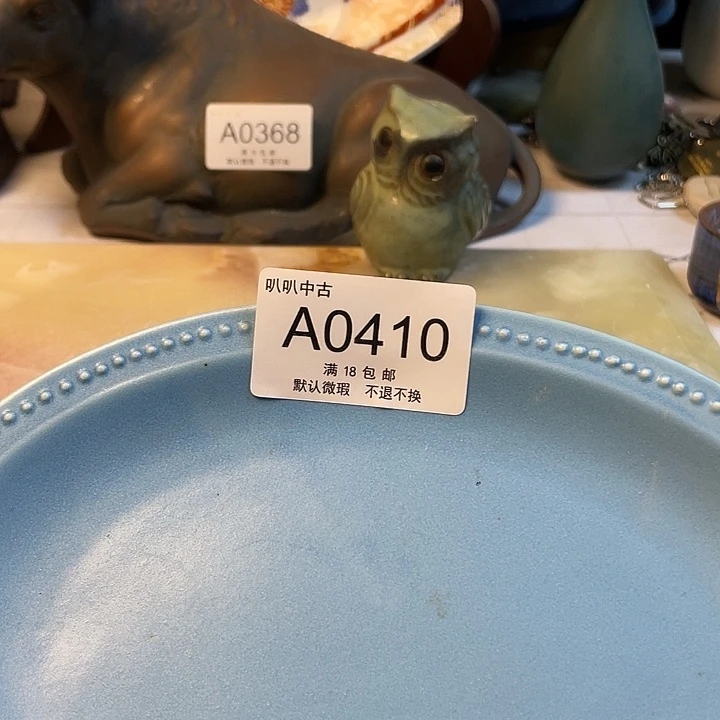 A0368
叭叭中古
A0410
满 18 包 邮
默认微瑕 不退不换